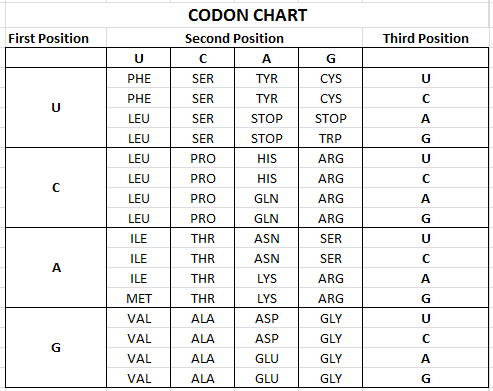 CODON CHART
First Position Second Position Third Position
U C A G
PHE SER TYR CYS U
PHE SER TYR CYS C
U
LEU SER STOP STOP A
LEU SER STOP TRP G
LEU PRO HIS ARG U
LEU PRO HIS ARG C
C
LEU PRO GLN ARG A
LEU PRO GLN ARG G
ILE THR ASN SER U
ILE THR ASN SER C
A
ILE THR LYS ARG A
MET THR LYS ARG G
VAL ALA ASP GLY U
VAL ALA ASP GLY C
G
VAL ALA GLU GLY A
VAL ALA GLU GLY G